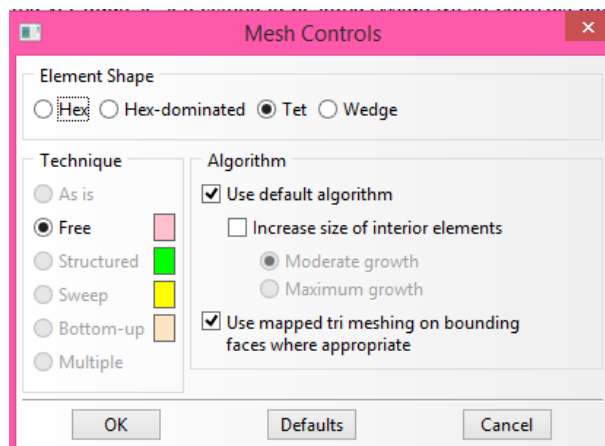 Mesh Controls
Element Shape
Hex Hex-dominated Tet Wedge
Technique
As is
Free
Structured
Sweep
Bottom-up
Multiple
Algorithm
Use default algorithm
Increase size of interior elements
Moderate growth
Maximum growth
Use mapped tri meshing on bounding
faces where appropriate
OK Defaults Cancel